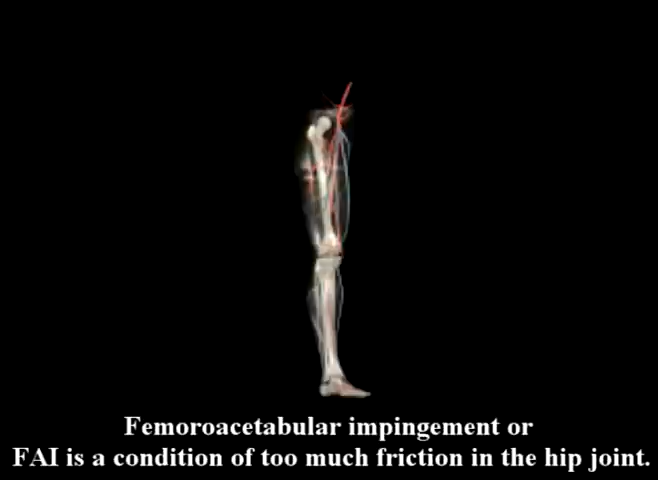 Femoroacetabular impingement or
FAI is a condition of too much friction in the hip joint.